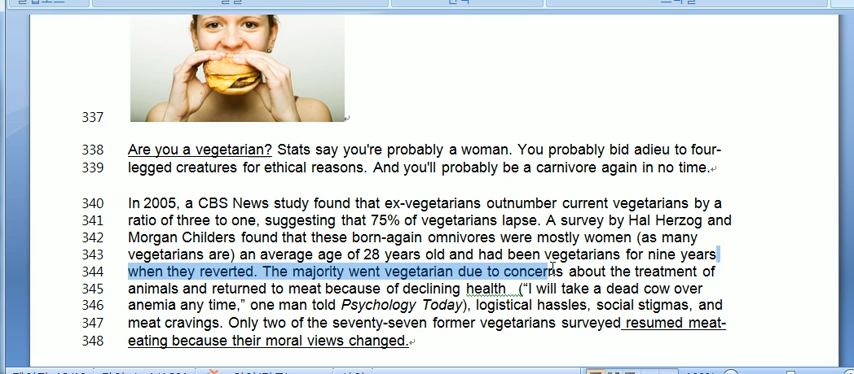 337
338 Are you a vegetarian? Stats say you're probably a woman. You probably bid adieu to four-
339 legged creatures for ethical reasons. And you'll probably be a carnivore again in no time.
340 In 2005, a CBS News study found that ex-vegetarians outnumber current vegetarians by a
341 ratio of three to one, suggesting that 75% of vegetarians lapse. A survey by Hal Herzog and
342 Morgan Childers found that these born-again omnivores were mostly women (as many
343 vegetarians are) an average age of 28 years old and had been vegetarians for nine years
344 when they reverted. The majority went vegetarian due to concerns about the treatment of
345 animals and returned to meat because of declining health (“I will take a dead cow over
346 anemia any time,” one man told Psychology Today), logistical hassles, social stigmas, and
347 meat cravings. Only two of the seventy-seven former vegetarians surveyed resumed meat-
348 eating because their moral views changed.